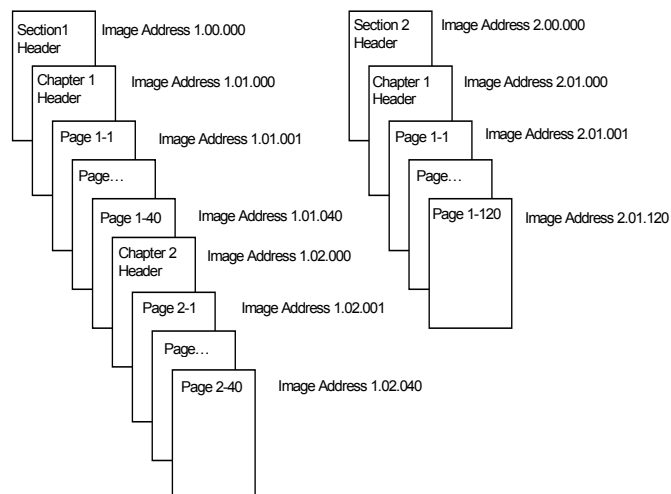 Section1
Header
Image Address 1.00.000
Chapter 1
Header
Image Address 1.01.000
Page 1-1
Image Address 1.01.001
Page…
Page 1-40
Image Address 1.01.040
Chapter 2
Header
Image Address 1.02.000
Page 2-1
Image Address 1.02.001
Page…
Page 2-40
Image Address 1.02.040
Section 2
Header
Image Address 2.00.000
Chapter 1
Header
Image Address 2.01.000
Page 1-1
Image Address 2.01.001
Page…
Page 1-120
Image Address 2.01.120